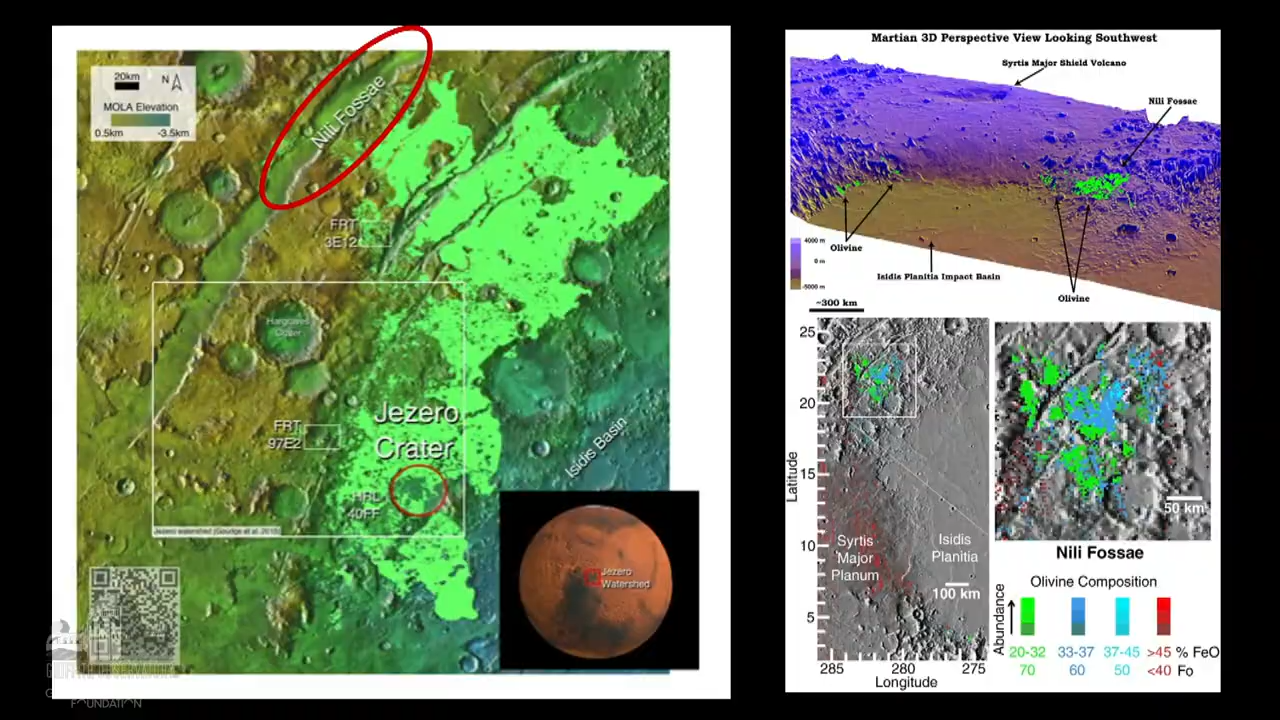 20km
N
MOLA Elevation
0.5km
-3.5km
Nili Fossae
FRT
3E12
Hargraves
Crater
FRT
97E2
Jezero
Crater
HRL
40FF
Isidis Basin
Jezero watershed (Goudge et al. 2015)
Jezero
Watershed
FOUNDATION
Martian 3D Perspective View Looking Southwest
Syrtis Major Shield Volcano
Nili Fossae
Olivine
Isidis Planitia Impact Basin
Olivine
4000 m
0 m
-5000 m
~300 km
25
20
15
10
5
Latitude
Syrtis
Major
Planum
Isidis
Planitia
100 km
285
280
275
Longitude
50 km
Nili Fossae
Olivine Composition
Abundance
20-32
33-37
37-45
>45
% FeO
70
60
50
<40
Fo